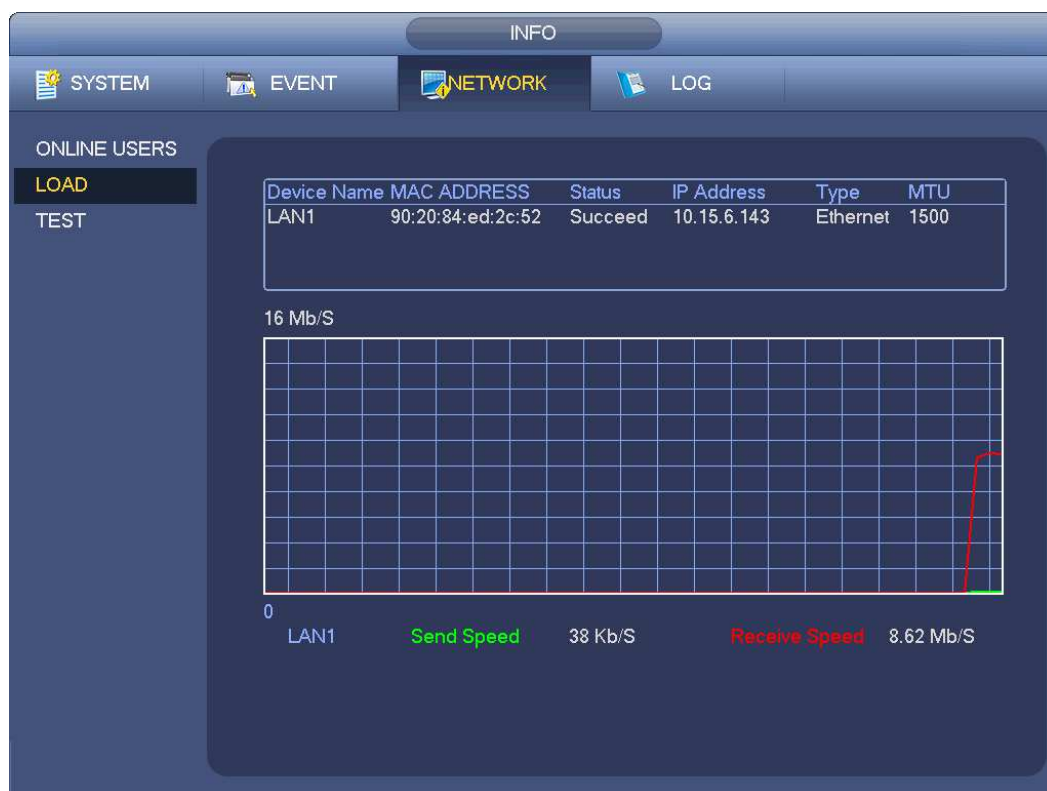 INFO
SYSTEM EVENT NETWORK LOG
ONLINE USERS
LOAD
TEST
Device Name MAC ADDRESS Status IP Address Type MTU
LAN1 90:20:84:ed:2c:52 Succeed 10.15.6.143 Ethernet 1500
16 Mb/S
0
LAN1 Send Speed 38 Kb/S Receive Speed 8.62 Mb/S